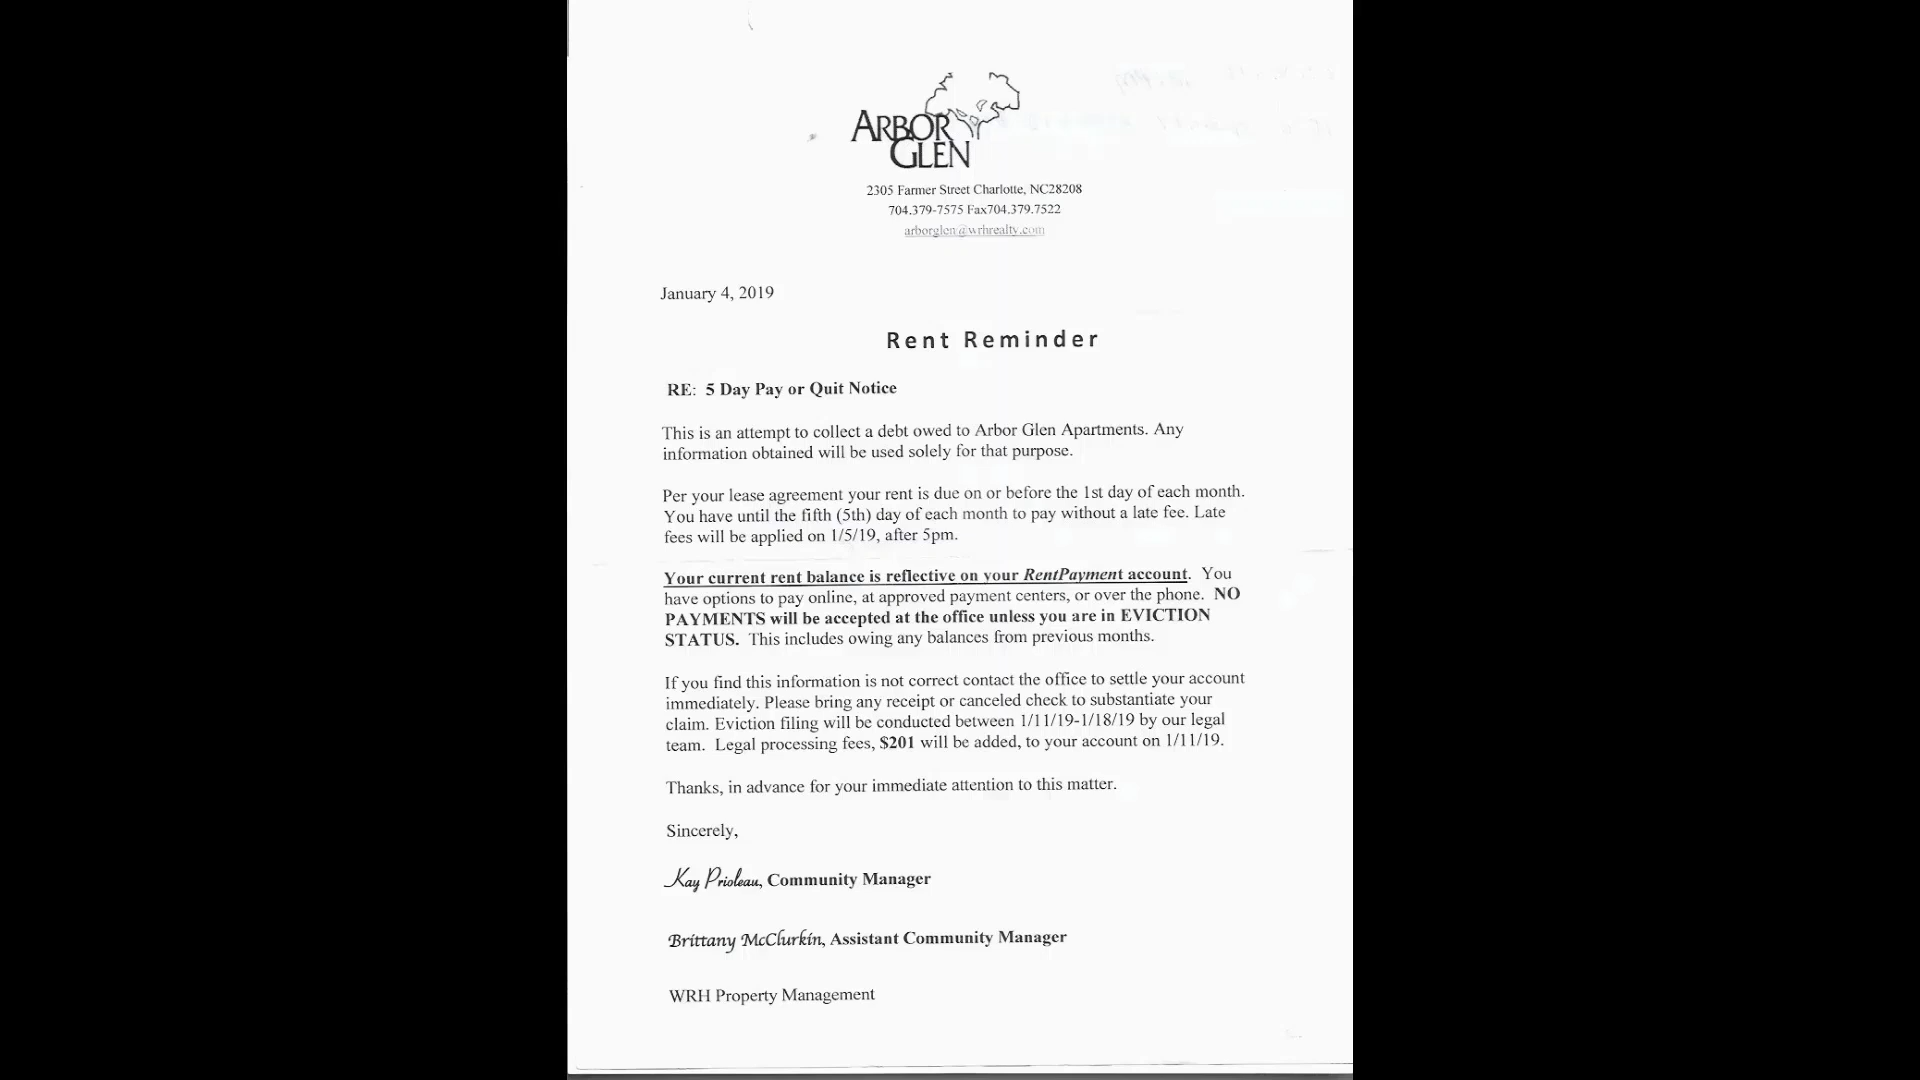 ARBOR
GLEN
2305 Farmer Street Charlotte, NC28208
704.379-7575 Fax704.379.7522
arborglen@wrhrealty.com
January 4, 2019
Rent Reminder
RE: 5 Day Pay or Quit Notice
This is an attempt to collect a debt owed to Arbor Glen Apartments. Any
information obtained will be used solely for that purpose.
Per your lease agreement your rent is due on or before the 1st day of each month.
You have until the fifth (5th) day of each month to pay without a late fee. Late
fees will be applied on 1/5/19, after 5pm.
Your current rent balance is reflective on your RentPayment account. You
have options to pay online, at approved payment centers, or over the phone. NO
PAYMENTS will be accepted at the office unless you are in EVICTION
STATUS. This includes owing any balances from previous months.
If you find this information is not correct contact the office to settle your account
immediately. Please bring any receipt or canceled check to substantiate your
claim. Eviction filing will be conducted between 1/11/19-1/18/19 by our legal
team. Legal processing fees, $201 will be added, to your account on 1/11/19.
Thanks, in advance for your immediate attention to this matter.
Sincerely,
Kay Prioleau, Community Manager
Brittany McClurkin, Assistant Community Manager
WRH Property Management